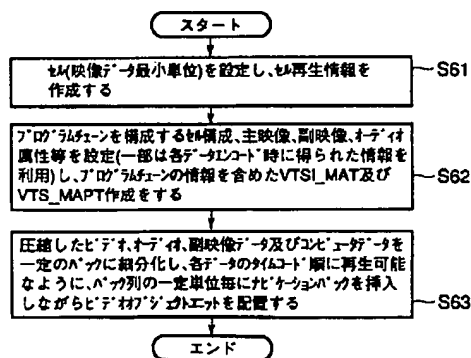 スタート
セル(映像データ最小単位)を設定し、セル再生情報を
作成する
S61
プログラムチェーンを構成するセル構成、主映像、副映像、オーディオ
属性等を設定(一部は各データエンコード時に得られた情報を
利用)し、プログラムチェーンの情報を含めたVTSI_MAT及び
VTS_MAPT作成をする
S62
圧縮したビデオ、オーディオ、副映像データ及びコンピュータデータを
一定のパックに細分化し、各データのタイムコード順に再生可能
なように、パック列の一定単位毎にナビゲーションパックを挿入
しながらビデオオブジェクトユニットを配置する
S63
エンド